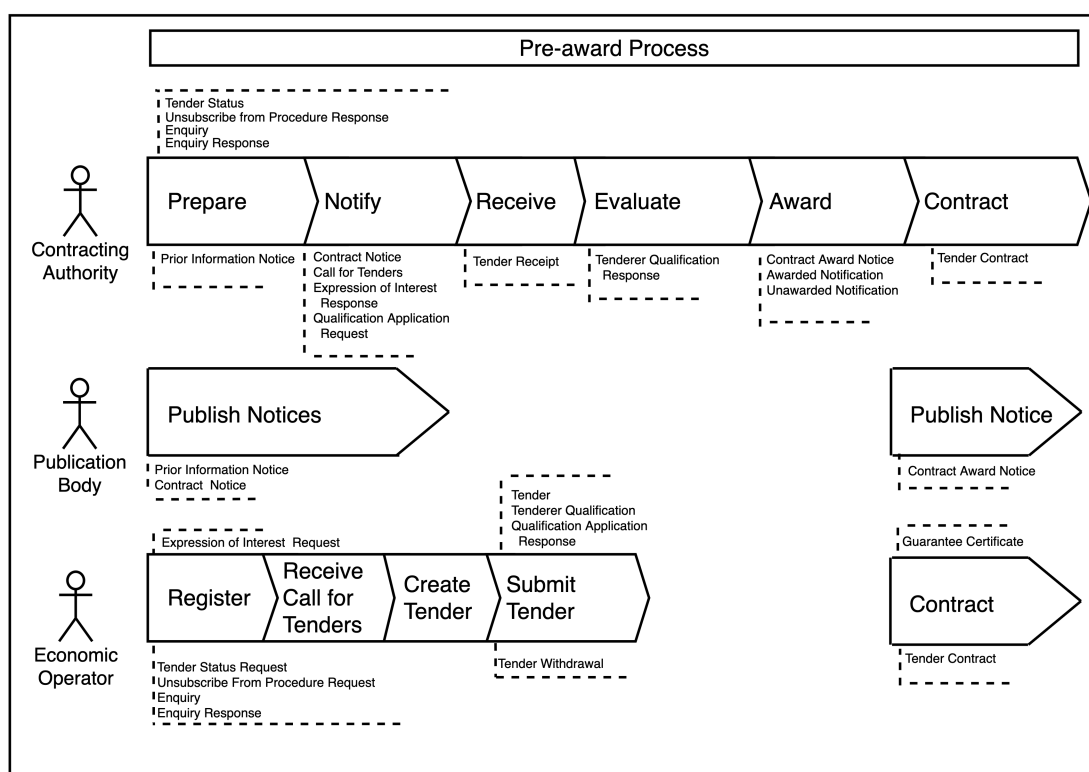 Pre-award Process
Tender Status
Unsubscribe from Procedure Response
Enquiry
Enquiry Response
Contracting
Authority
Prepare
Notify
Receive
Evaluate
Award
Contract
Prior Information Notice
Contract Notice
Call for Tenders
Expression of Interest
Response
Qualification Application
Request
Tender Receipt
Tenderer Qualification
Response
Contract Award Notice
Awarded Notification
Unawarded Notification
Tender Contract
Publication
Body
Publish Notices
Prior Information Notice
Contract Notice
Publish Notice
Contract Award Notice
Economic
Operator
Expression of Interest Request
Register
Receive
Call for
Tenders
Create
Tender
Tender
Tenderer Qualification
Qualification Application
Response
Submit
Tender
Tender Withdrawal
Tender Status Request
Unsubscribe From Procedure Request
Enquiry
Enquiry Response
Guarantee Certificate
Contract
Tender Contract